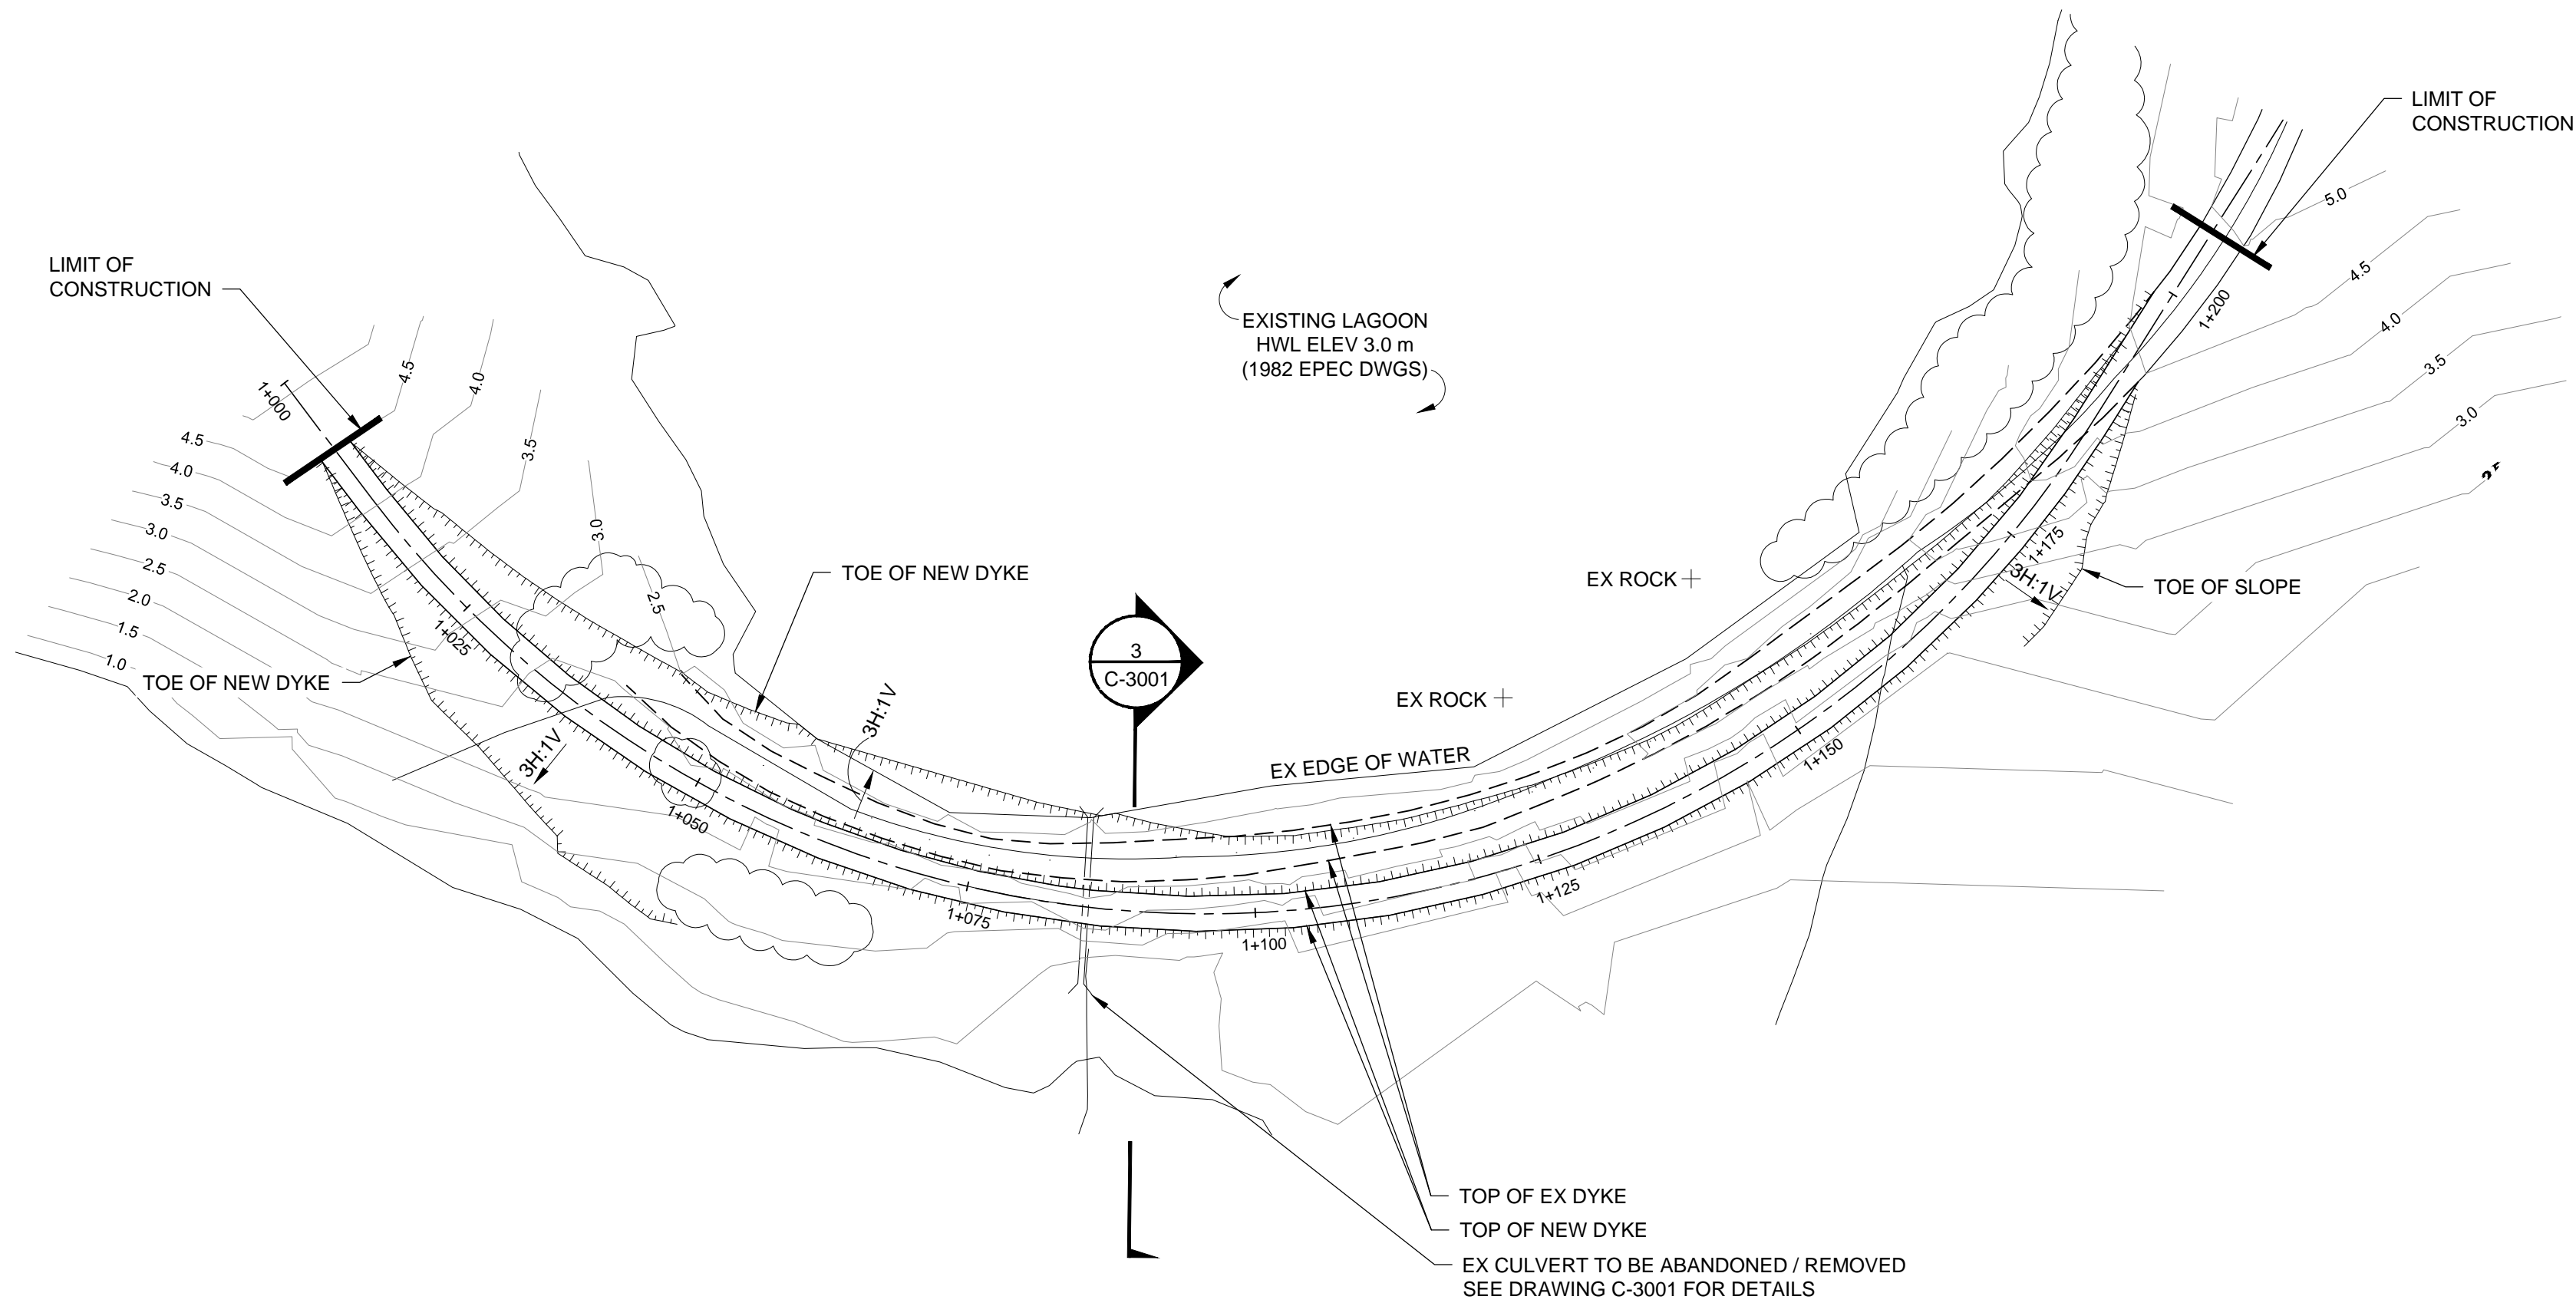 LIMIT OF
CONSTRUCTION
5.0
4.5
4.0
3.5
3.0
1+200
LIMIT OF
CONSTRUCTION
EXISTING LAGOON
HWL ELEV 3.0 m
(1982 EPEC DWGS)
1+000
4.5
4.0
3.5
3.0
2.5
4.5
4.0
3.5
3.0
2.5
2.0
1.5
1.0
1+025
TOE OF NEW DYKE
TOE OF NEW DYKE
3H:1V
3H:1V
3
C-3001
EX ROCK
EX ROCK
EX EDGE OF WATER
1+175
3H:1V
TOE OF SLOPE
1+050
1+075
1+100
1+125
1+150
TOP OF EX DYKE
TOP OF NEW DYKE
EX CULVERT TO BE ABANDONED / REMOVED
SEE DRAWING C-3001 FOR DETAILS